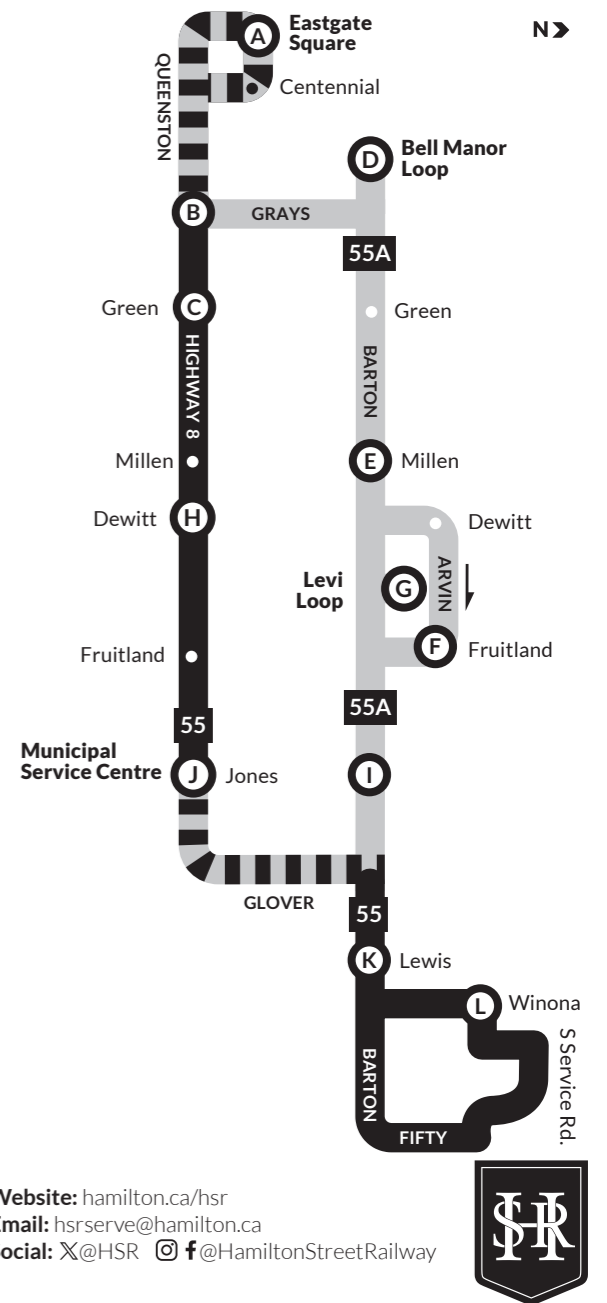 A
Eastgate
Square
N
QUEENSTON
Centennial
D
Bell Manor
Loop
B
GRAYS
55A
Green
C
Green
HIGHWAY 8
BARTON
Millen
E
Millen
Dewitt
H
Dewitt
Levi
Loop
G
ARVIN
F
Fruitland
Fruitland
55A
55
Municipal
Service Centre
J
Jones
I
GLOVER
55
K
Lewis
L
Winona
S Service Rd.
BARTON
FIFTY
Website: hamilton.ca/hsr
Email: hsrserve@hamilton.ca
Social: X@HSR f@HamiltonStreetRailway
HSR